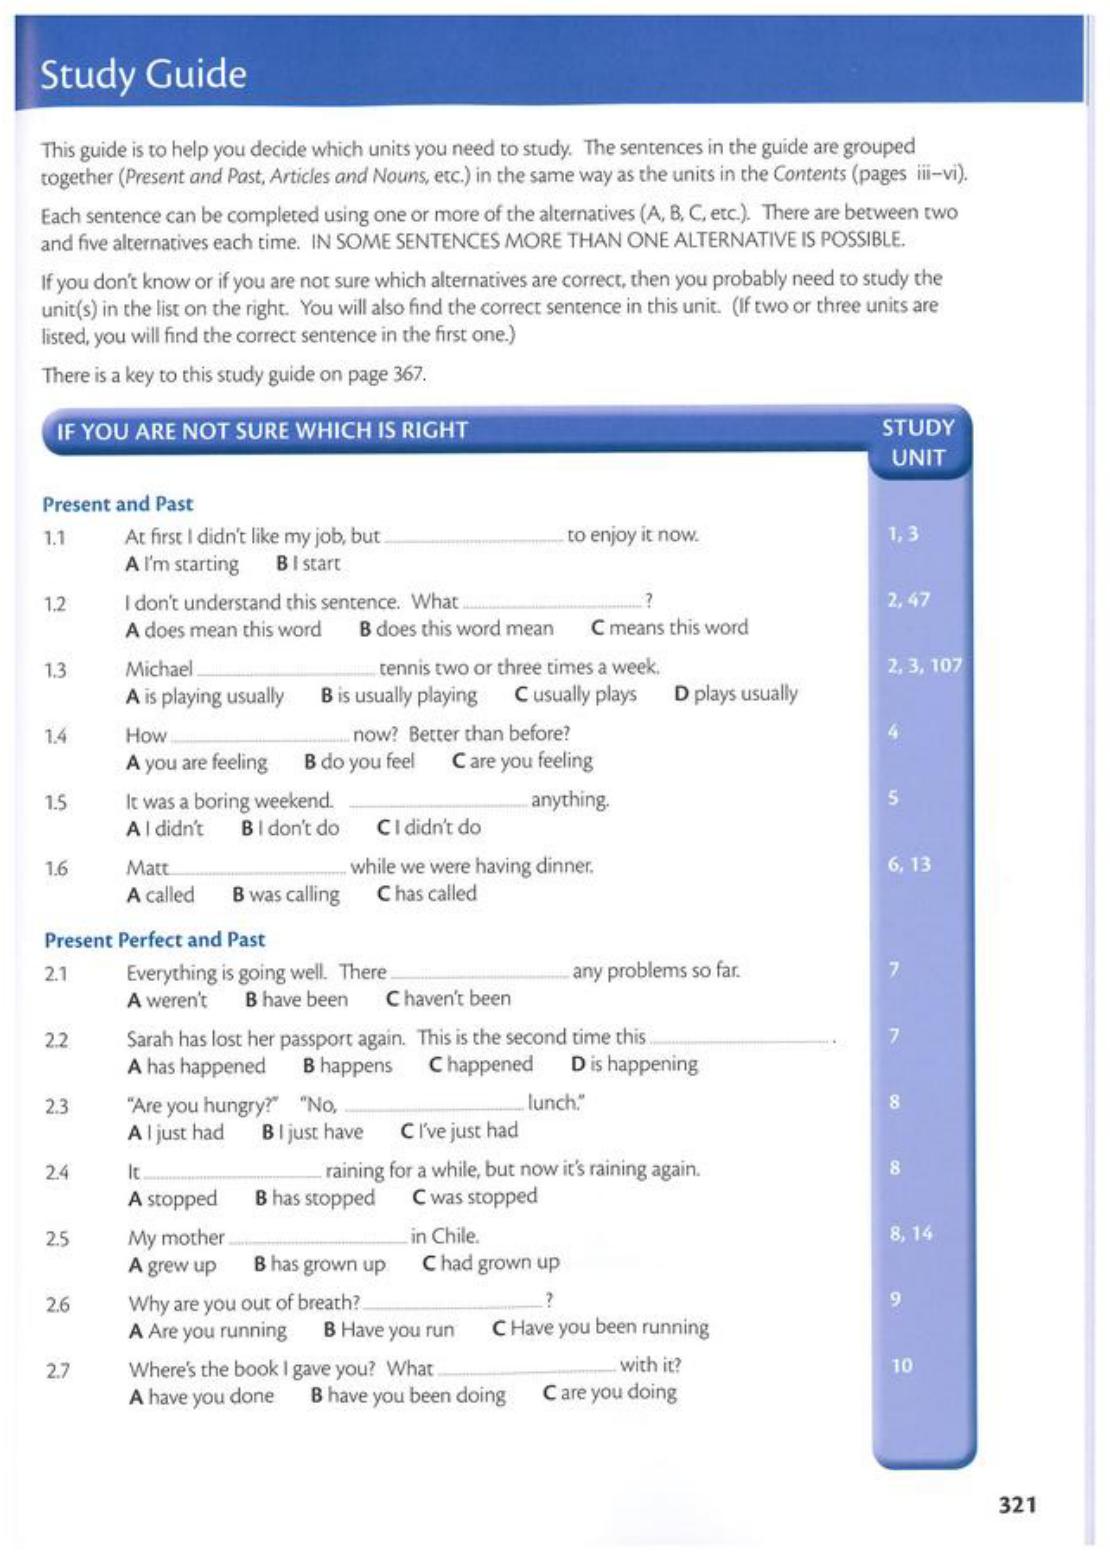 Study Guide
This guide is to help you decide which units you need to study. The sentences in the guide are grouped
together (Present and Past, Articles and Nouns, etc.) in the same way as the units in the Contents (pages iii–vi).
Each sentence can be completed using one or more of the alternatives (A, B, C, etc.). There are between two
and five alternatives each time. IN SOME SENTENCES MORE THAN ONE ALTERNATIVE IS POSSIBLE.
If you don't know or if you are not sure which alternatives are correct, then you probably need to study the
unit(s) in the list on the right. You will also find the correct sentence in this unit. (If two or three units are
listed, you will find the correct sentence in the first one.)
There is a key to this study guide on page 367.
IF YOU ARE NOT SURE WHICH IS RIGHT STUDY
UNIT
Present and Past
1.1 At first I didn't like my job, but ............................ to enjoy it now. 1, 3
A I'm starting B I start
1.2 I don't understand this sentence. What ............................ ? 2, 47
A does mean this word B does this word mean C means this word
1.3 Michael ............................ tennis two or three times a week. 2, 3, 107
A is playing usually B is usually playing C usually plays D plays usually
1.4 How ............................ now? Better than before? 4
A you are feeling B do you feel C are you feeling
1.5 It was a boring weekend. ............................ anything. 5
A I didn't B I don't do C I didn't do
1.6 Matt ............................ while we were having dinner. 6, 13
A called B was calling C has called
Present Perfect and Past
2.1 Everything is going well. There ............................ any problems so far. 7
A weren't B have been C haven't been
2.2 Sarah has lost her passport again. This is the second time this ............................ . 7
A has happened B happens C happened D is happening
2.3 "Are you hungry?" "No, ............................ lunch." 8
A I just had B I just have C I've just had
2.4 It ............................ raining for a while, but now it's raining again. 8
A stopped B has stopped C was stopped
2.5 My mother ............................ in Chile. 8, 14
A grew up B has grown up C had grown up
2.6 Why are you out of breath? ............................ ? 9
A Are you running B Have you run C Have you been running
2.7 Where's the book I gave you? What ............................ with it? 10
A have you done B have you been doing C are you doing
321